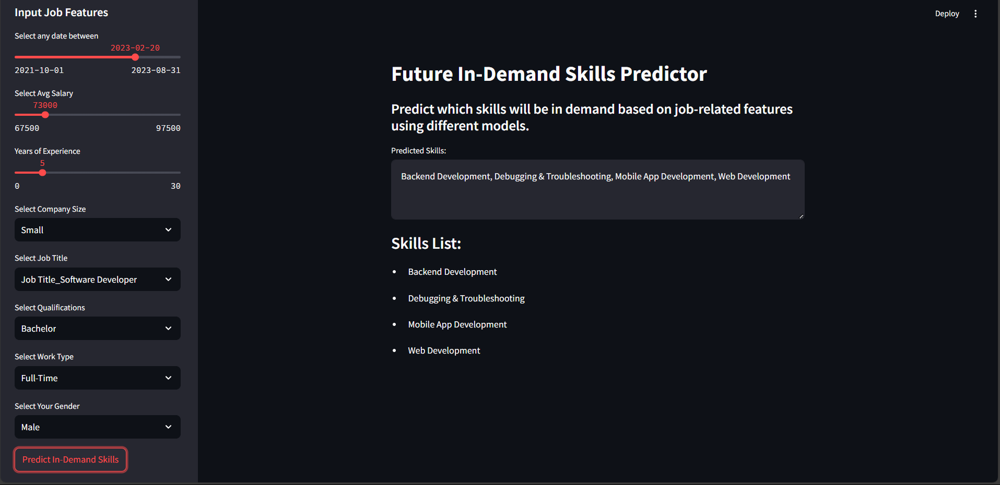 Input Job Features
Select any date between
2023-02-20
2021-10-01 2023-08-31
Select Avg Salary
73000
67500 97500
Years of Experience
5
0 30
Select Company Size
Small
Select Job Title
Job Title_Software Developer
Select Qualifications
Bachelor
Select Work Type
Full-Time
Select Your Gender
Male
Predict In-Demand Skills
Deploy
Future In-Demand Skills Predictor
Predict which skills will be in demand based on job-related features
using different models.
Predicted Skills:
Backend Development, Debugging & Troubleshooting, Mobile App Development, Web Development
Skills List:
• Backend Development
• Debugging & Troubleshooting
• Mobile App Development
• Web Development